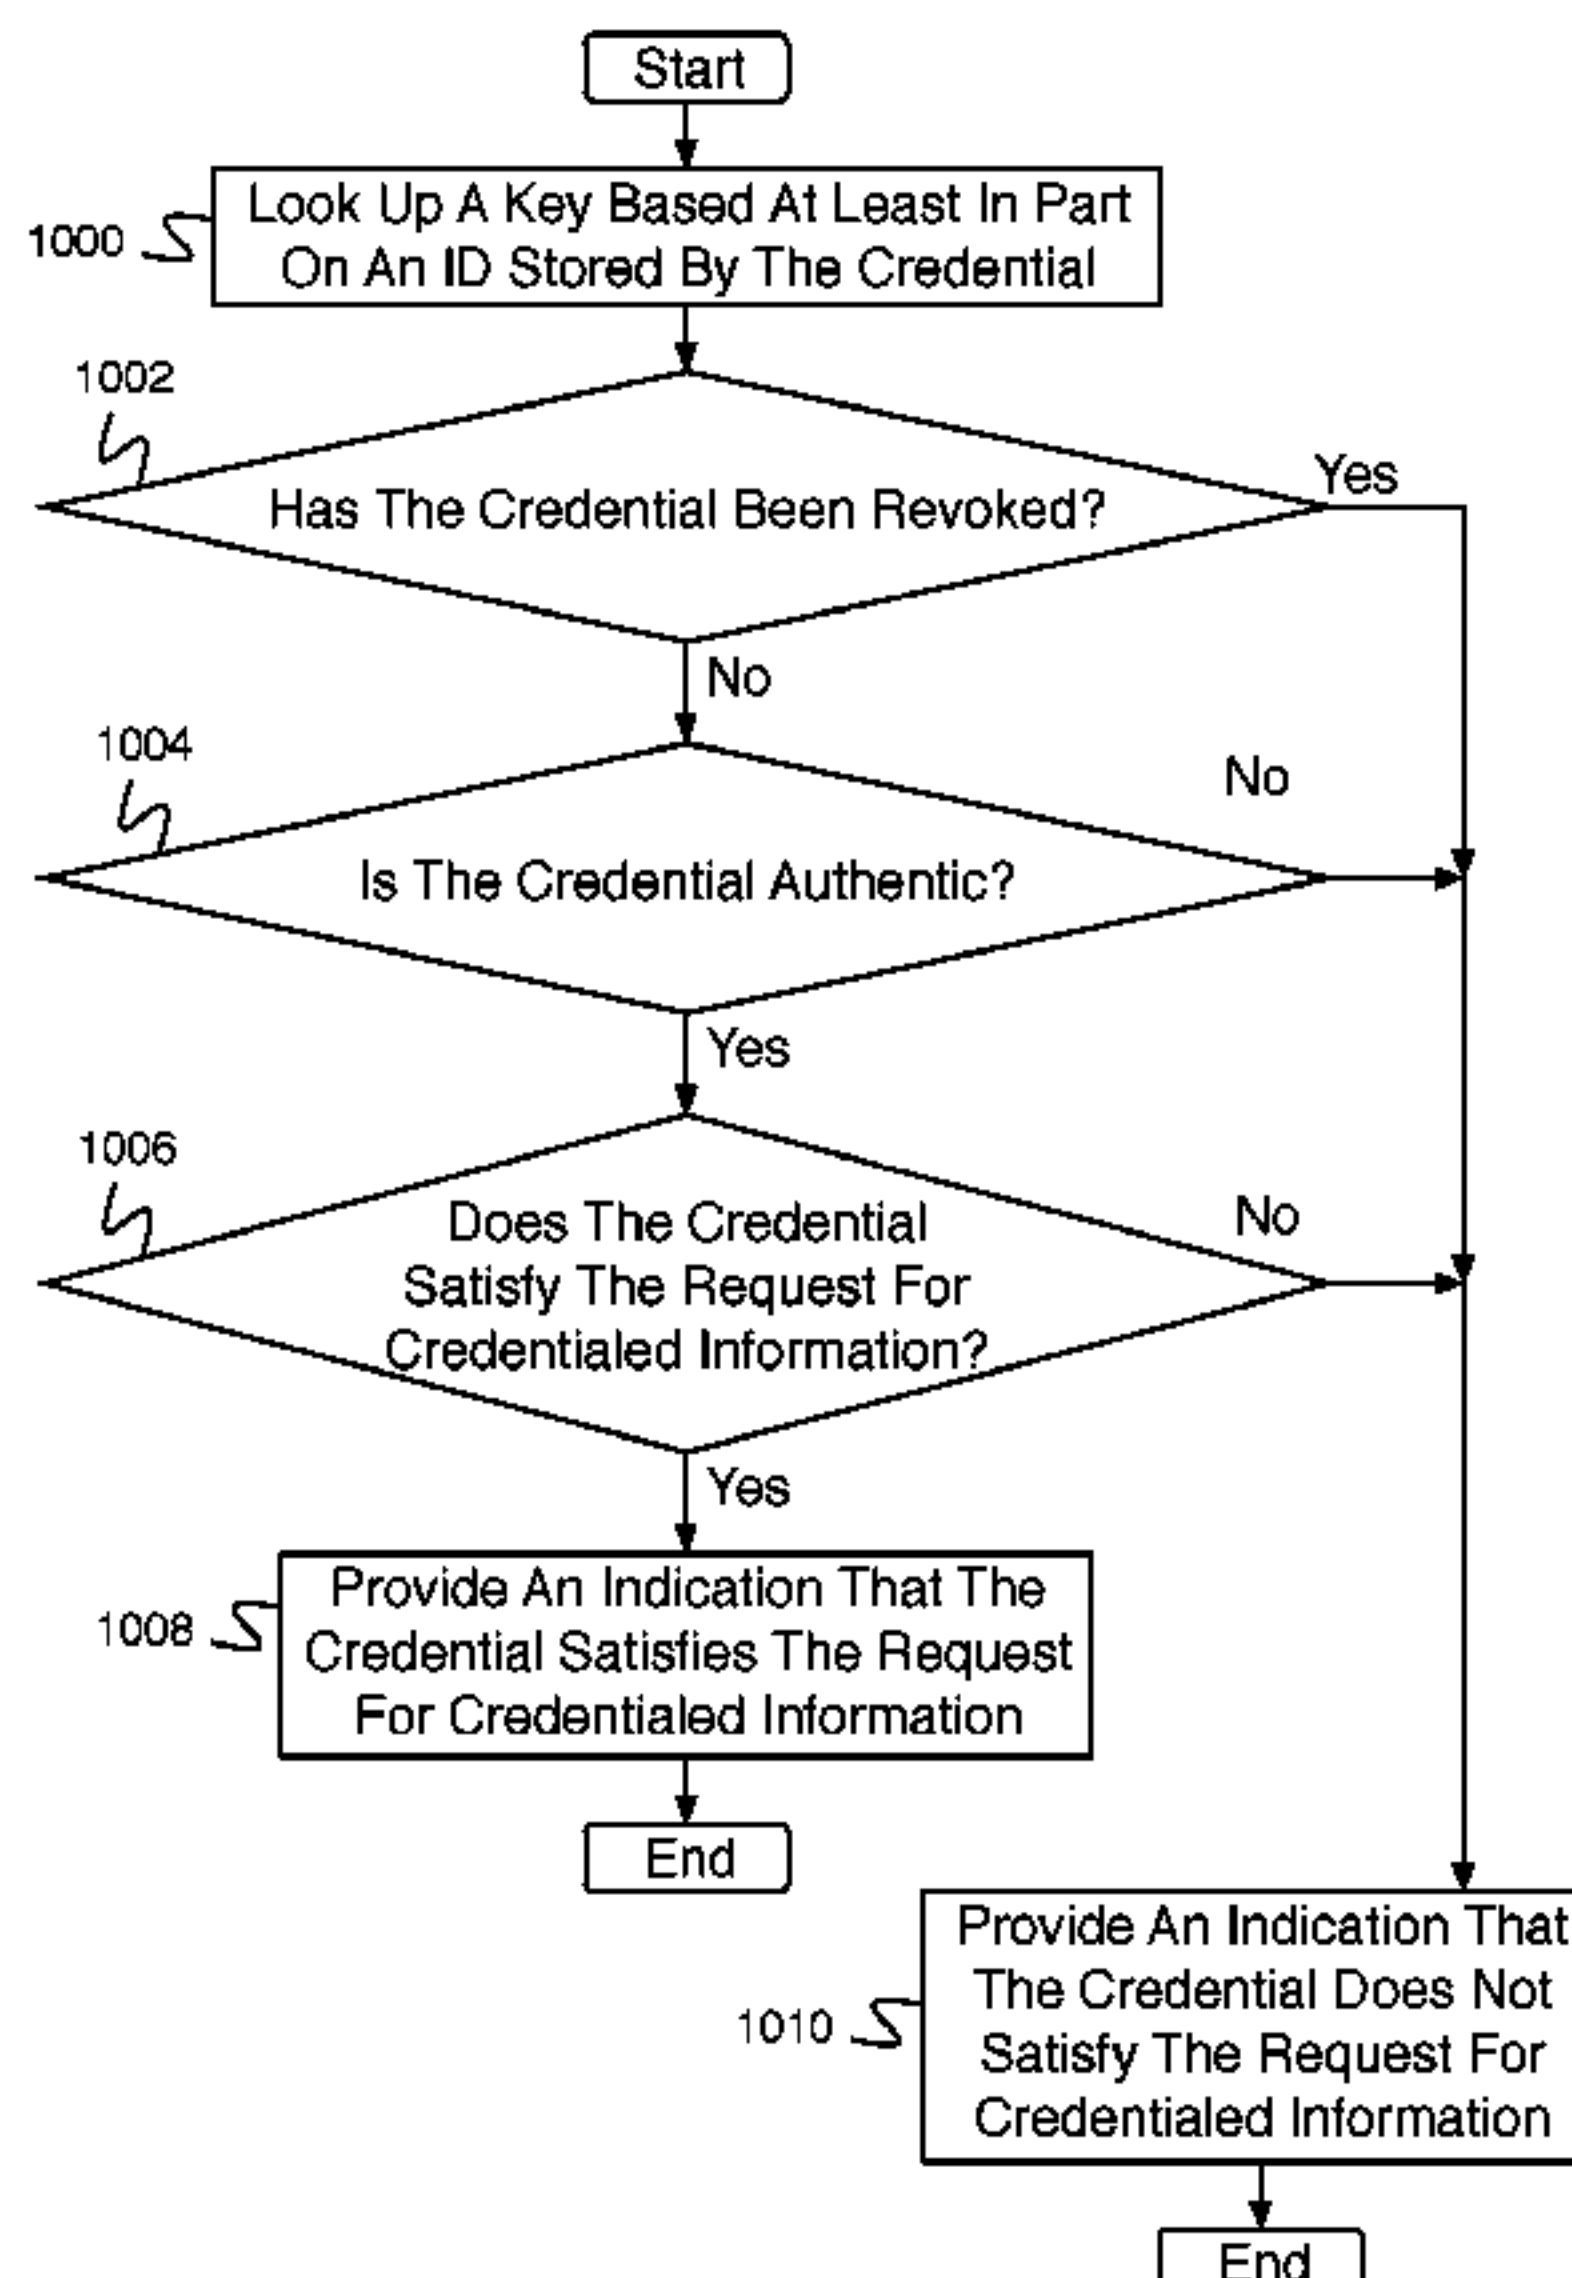 Start
1000
Look Up A Key Based At Least In Part
On An ID Stored By The Credential
1002
Has The Credential Been Revoked?
Yes
No
1004
No
Is The Credential Authentic?
Yes
1006
No
Does The Credential
Satisfy The Request For
Credentialed Information?
Yes
1008
Provide An Indication That The
Credential Satisfies The Request
For Credentialed Information
End
1010
Provide An Indication That
The Credential Does Not
Satisfy The Request For
Credentialed Information
End